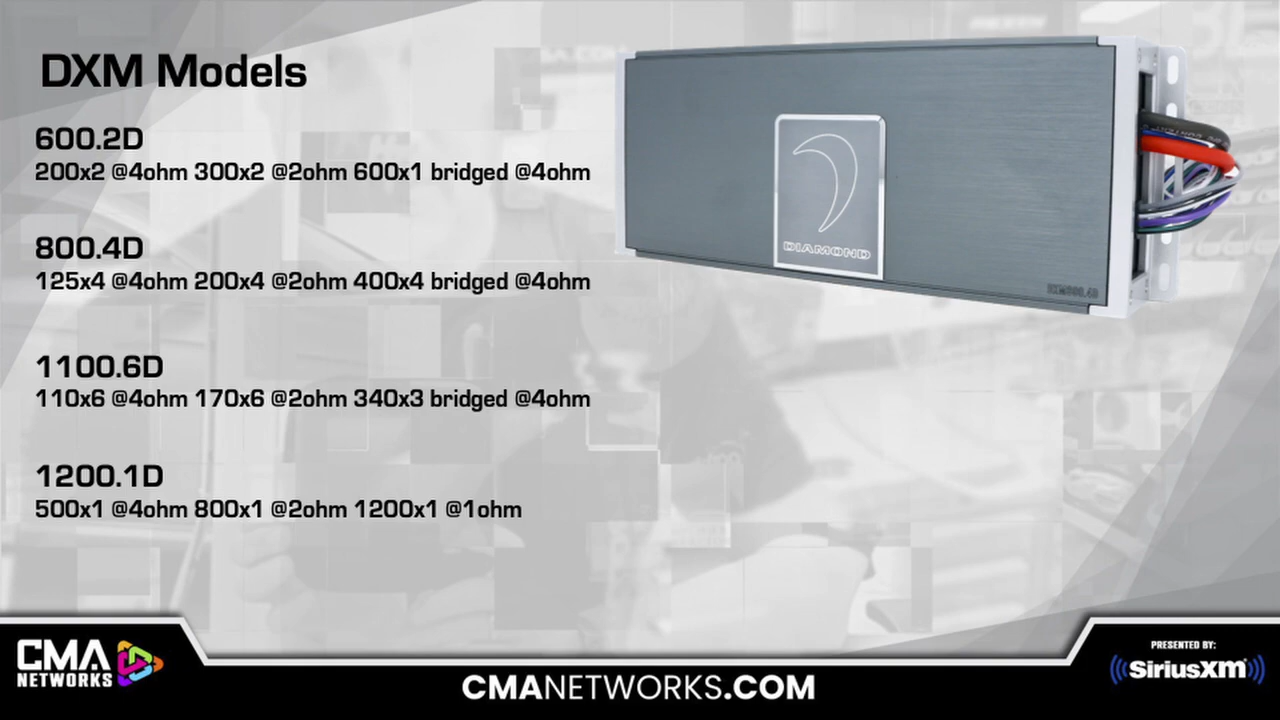 DXM Models
600.2D
200x2 @4ohm 300x2 @2ohm 600x1 bridged @4ohm
800.4D
125x4 @4ohm 200x4 @2ohm 400x4 bridged @4ohm
1100.6D
110x6 @4ohm 170x6 @2ohm 340x3 bridged @4ohm
1200.1D
500x1 @4ohm 800x1 @2ohm 1200x1 @1ohm
DIAMOND
CMA
NETWORKS
CMANETWORKS.COM
PRESENTED BY:
SiriusXM